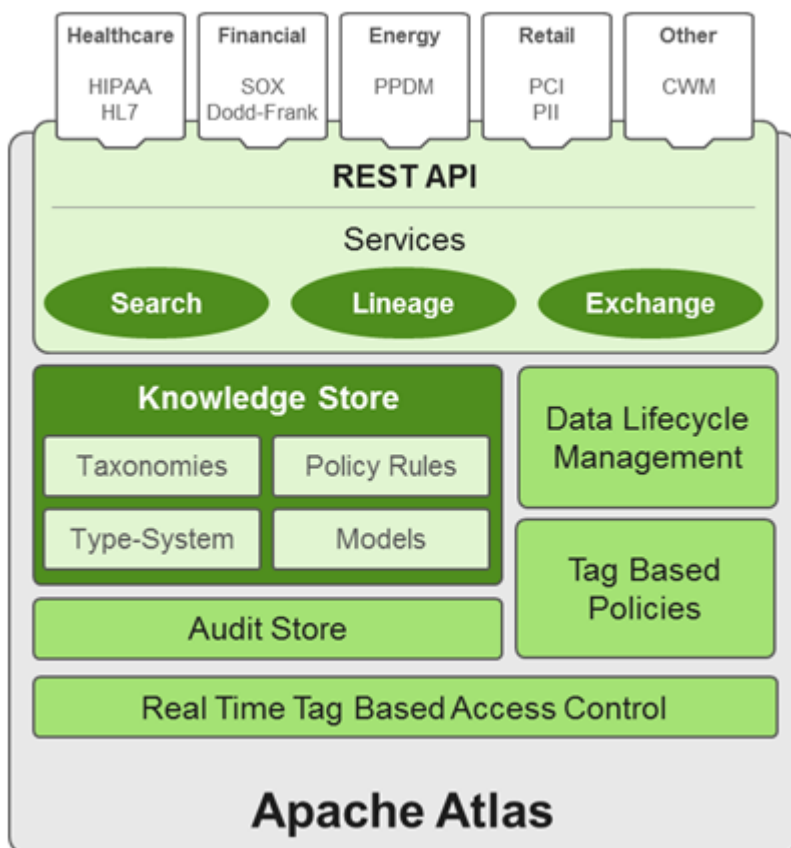 Healthcare
HIPAA
HL7
Financial
SOX
Dodd-Frank
Energy
PPDM
Retail
PCI
PII
Other
CWM
REST API
Services
Search
Lineage
Exchange
Knowledge Store
Taxonomies
Policy Rules
Type-System
Models
Data Lifecycle
Management
Tag Based
Policies
Audit Store
Real Time Tag Based Access Control
Apache Atlas